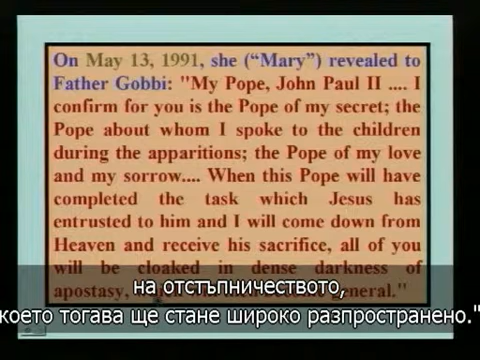 On May 13, 1991, she (“Mary”) revealed to
Father Gobbi: "My Pope, John Paul II .... I
confirm for you is the Pope of my secret; the
Pope about whom I spoke to the children
during the apparitions; the Pope of my love
and my sorrow.... When this Pope will have
completed the task which Jesus has
entrusted to him and I will come down from
Heaven and receive his sacrifice, all of you
will be cloaked in dense darkness of
apostasy, general."
на отстъпничеството,
което тогава ще стане широко разпространено."